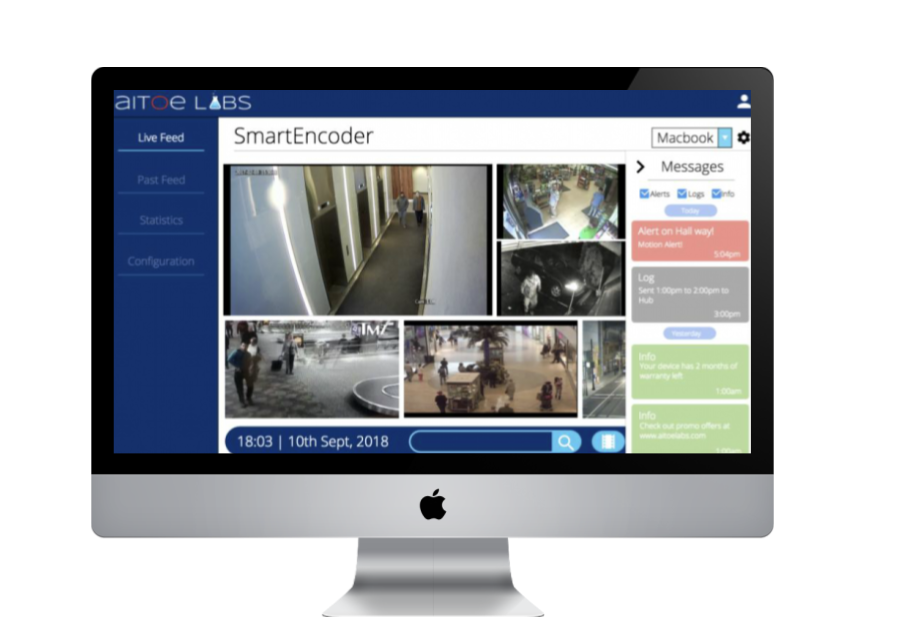 aITOe LABS
Live Feed
Past Feed
Statistics
Configuration
SmartEncoder
Macbook
Messages
Alerts
Logs
Info
Today
Alert on Hall way!
Motion Alert!
5:04pm
Log
Sent 1:00pm to 2:00pm to
Hub
3:00pm
Yesterday
Info
Your device has 2 months of
warranty left
1:00am
Info
Check out promo offers at
www.aitoelabs.com
1:00am
TMZ
18:03 | 10th Sept, 2018